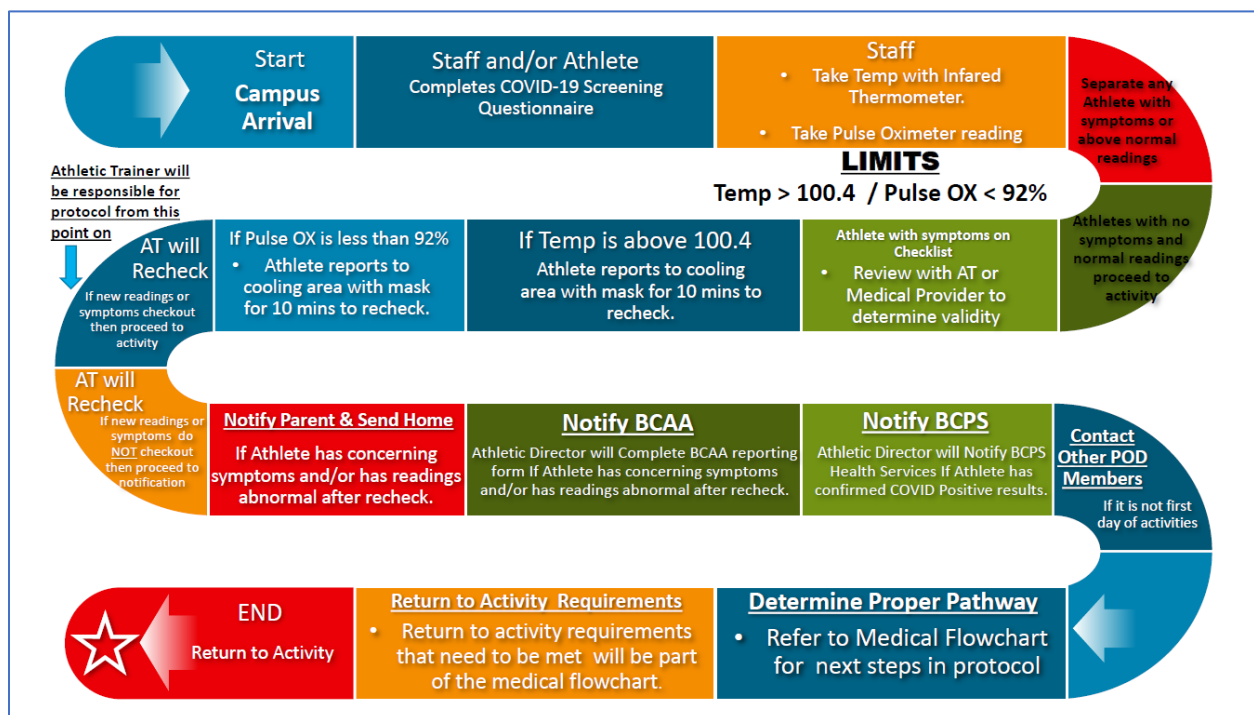 Start
Campus
Arrival
Staff and/or Athlete
Completes COVID-19 Screening
Questionnaire
Staff
• Take Temp with Infared
Thermometer.
• Take Pulse Oximeter reading
Separate any
Athlete with
symptoms or
above normal
readings
LIMITS
Temp > 100.4 / Pulse OX < 92%
Athletes with no
symptoms and
normal readings
proceed to
activity
Athlete with symptoms on
Checklist
• Review with AT or
Medical Provider to
determine validity
If Temp is above 100.4
Athlete reports to cooling
area with mask for 10 mins to
recheck.
If Pulse OX is less than 92%
• Athlete reports to
cooling area with mask
for 10 mins to recheck.
Athletic Trainer will
be responsible for
protocol from this
point on
AT will
Recheck
If new readings or
symptoms checkout
then proceed to
activity
AT will
Recheck
If new readings or
symptoms do
NOT checkout
then proceed to
notification
Notify Parent & Send Home
If Athlete has concerning
symptoms and/or has readings
abnormal after recheck.
Notify BCAA
Athletic Director will Complete BCAA reporting
form If Athlete has concerning symptoms
and/or has readings abnormal after recheck.
Notify BCPS
Athletic Director will Notify BCPS
Health Services If Athlete has
confirmed COVID Positive results.
Contact
Other POD
Members
If it is not first
day of activities
Determine Proper Pathway
• Refer to Medical Flowchart
for next steps in protocol
Return to Activity Requirements
• Return to activity requirements
that need to be met will be part
of the medical flowchart.
END
Return to Activity